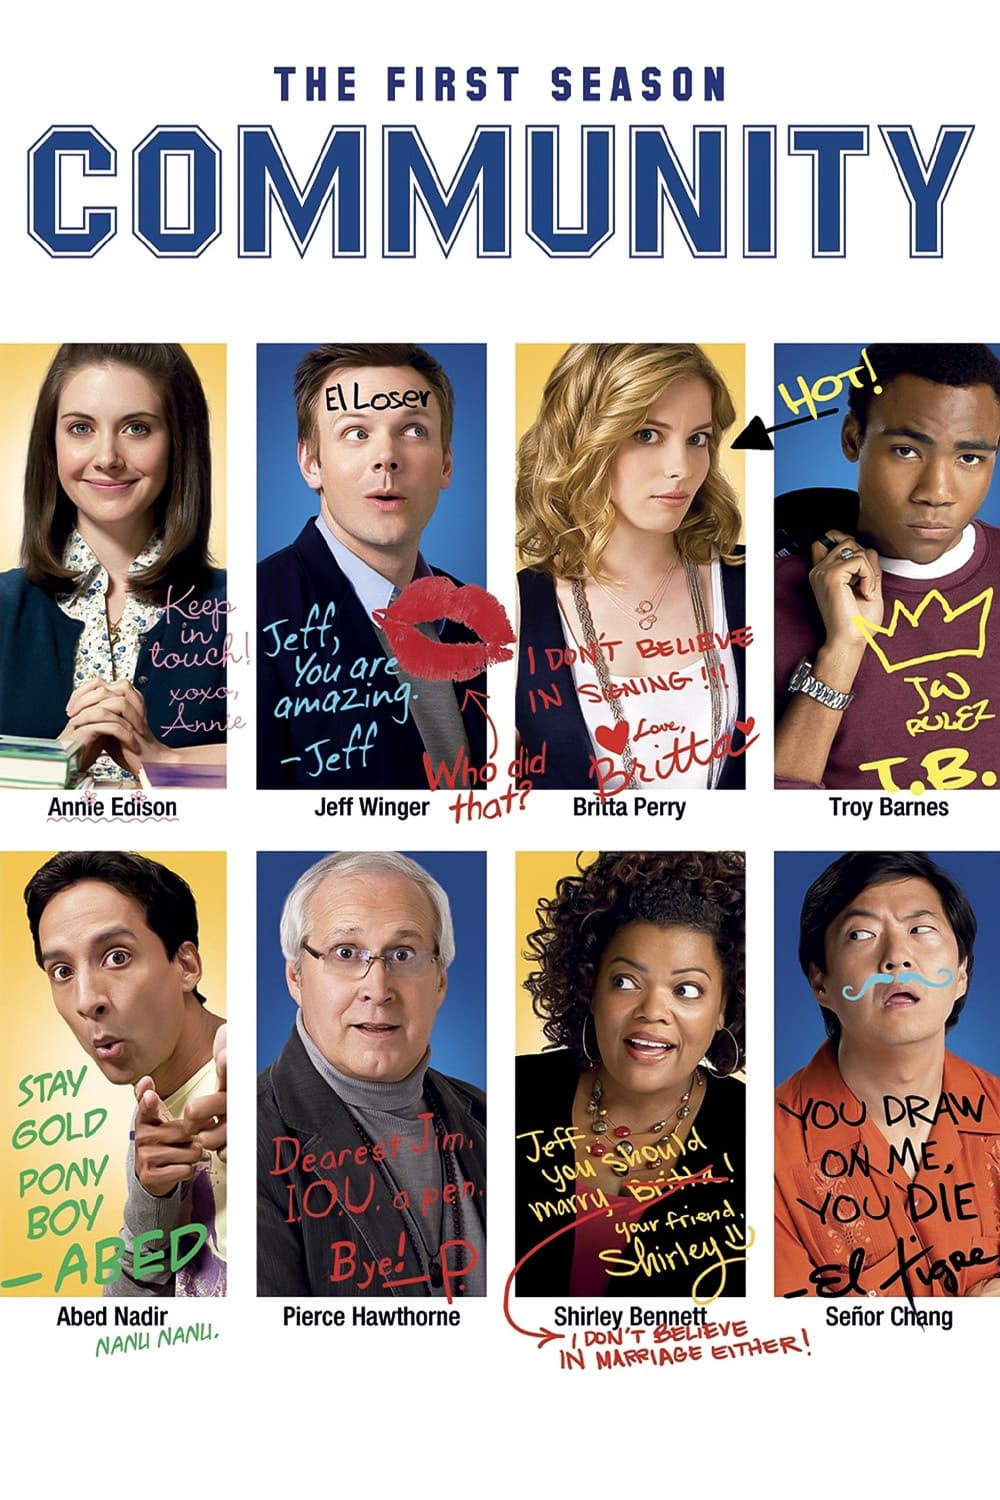 THE FIRST SEASON
COMMUNITY
Keep
in
touch!
xoxo,
Annie
Annie Edison
El Loser
Jeff,
You are
amazing.
- Jeff
Who did
that?
Jeff Winger
I DON'T BELIEVE
IN SIGNING!!!
Love,
Britta
Britta Perry
HOT!
JW
RULEZ
T.B.
Troy Barnes
STAY
GOLD
PONY
BOY
- ABED
Abed Nadir
NANU NANU.
Dearest Jim,
I.O.U. a pen.
Bye! P.
Pierce Hawthorne
Jeff,
you should
marry Britta!
your friend,
Shirley
Shirley Bennett
I DON'T BELIEVE
IN MARRIAGE EITHER!
YOU DRAW
ON ME,
YOU DIE
- El tigre
Señor Chang